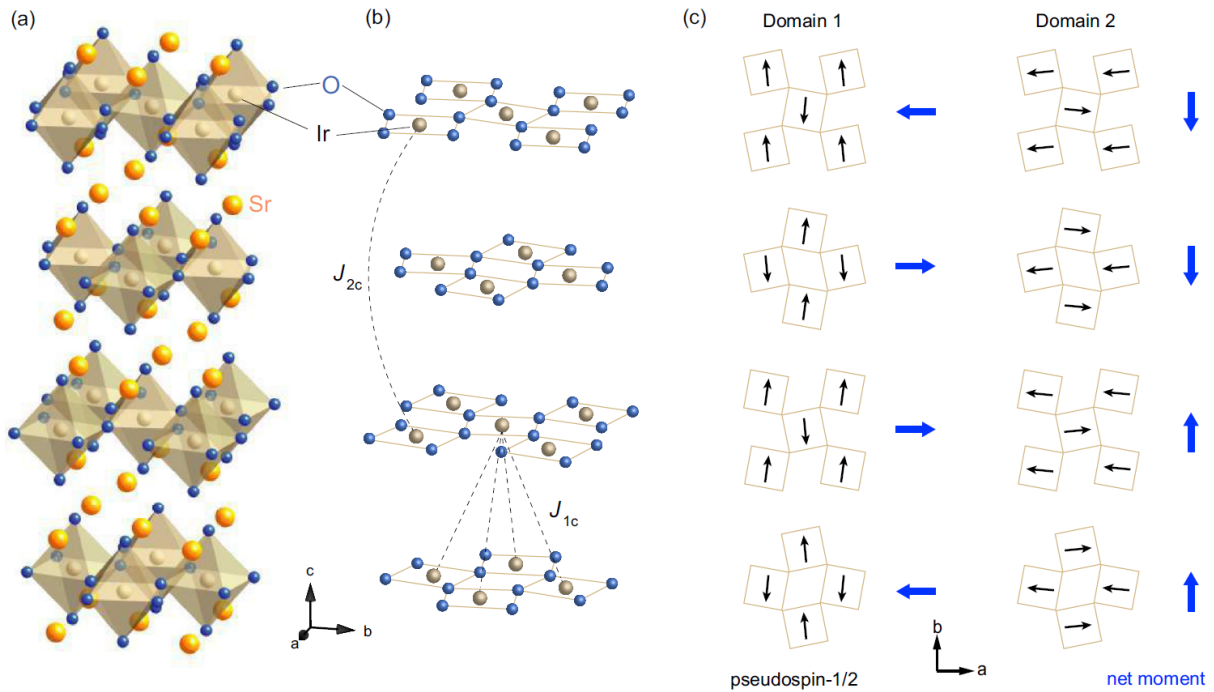 (a)
(b)
(c)
Domain 1
Domain 2
O
Ir
Sr
J2c
J1c
c
b
a
b
a
pseudospin-1/2
net moment